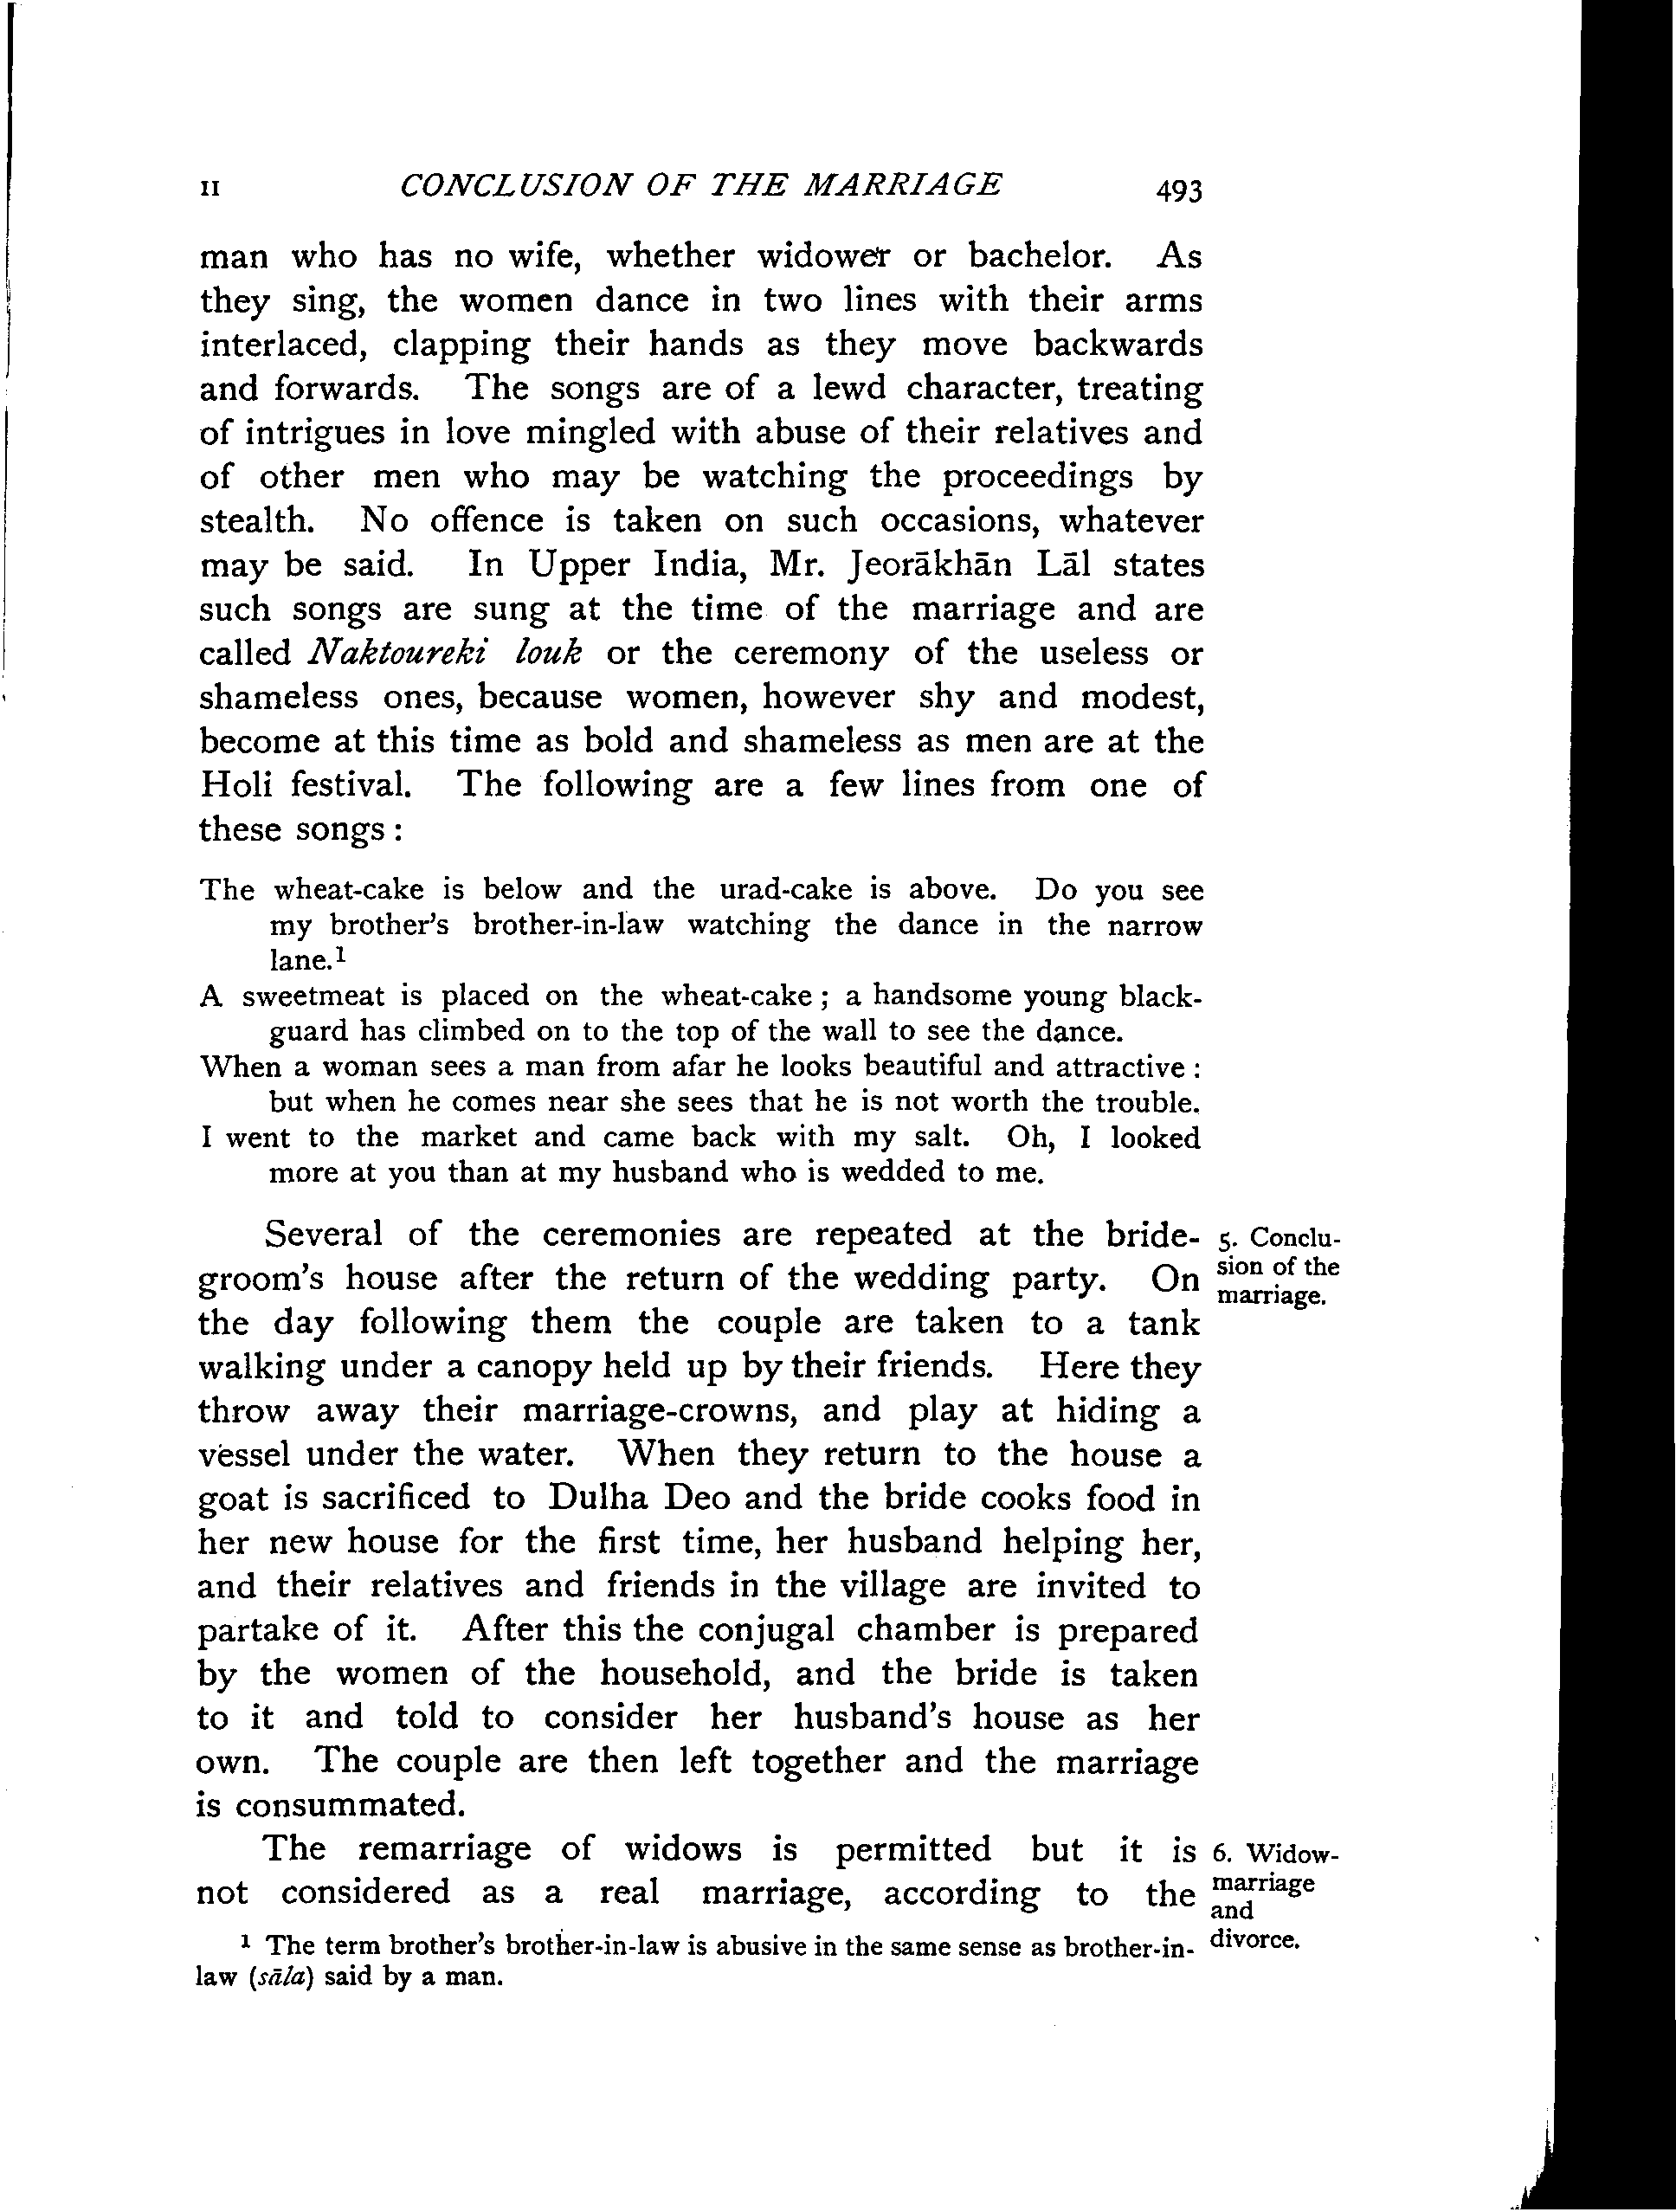 II CONCLUSION OF THE MARRIAGE 493
man who has no wife, whether widower or bachelor. As
they sing, the women dance in two lines with their arms
interlaced, clapping their hands as they move backwards
and forwards. The songs are of a lewd character, treating
of intrigues in love mingled with abuse of their relatives and
of other men who may be watching the proceedings by
stealth. No offence is taken on such occasions, whatever
may be said. In Upper India, Mr. Jeorākhān Lāl states
such songs are sung at the time of the marriage and are
called Naktoureki louk or the ceremony of the useless or
shameless ones, because women, however shy and modest,
become at this time as bold and shameless as men are at the
Holi festival. The following are a few lines from one of
these songs :
The wheat-cake is below and the urad-cake is above. Do you see
my brother's brother-in-law watching the dance in the narrow
lane.¹
A sweetmeat is placed on the wheat-cake ; a handsome young black-
guard has climbed on to the top of the wall to see the dance.
When a woman sees a man from afar he looks beautiful and attractive :
but when he comes near she sees that he is not worth the trouble.
I went to the market and came back with my salt. Oh, I looked
more at you than at my husband who is wedded to me.
Several of the ceremonies are repeated at the bride-
groom's house after the return of the wedding party. On
the day following them the couple are taken to a tank
walking under a canopy held up by their friends. Here they
throw away their marriage-crowns, and play at hiding a
vessel under the water. When they return to the house a
goat is sacrificed to Dulha Deo and the bride cooks food in
her new house for the first time, her husband helping her,
and their relatives and friends in the village are invited to
partake of it. After this the conjugal chamber is prepared
by the women of the household, and the bride is taken
to it and told to consider her husband's house as her
own. The couple are then left together and the marriage
is consummated.
5. Conclu-
sion of the
marriage.
The remarriage of widows is permitted but it is
not considered as a real marriage, according to the
6. Widow-
marriage
and
divorce.
¹ The term brother's brother-in-law is abusive in the same sense as brother-in-
law (sāla) said by a man.